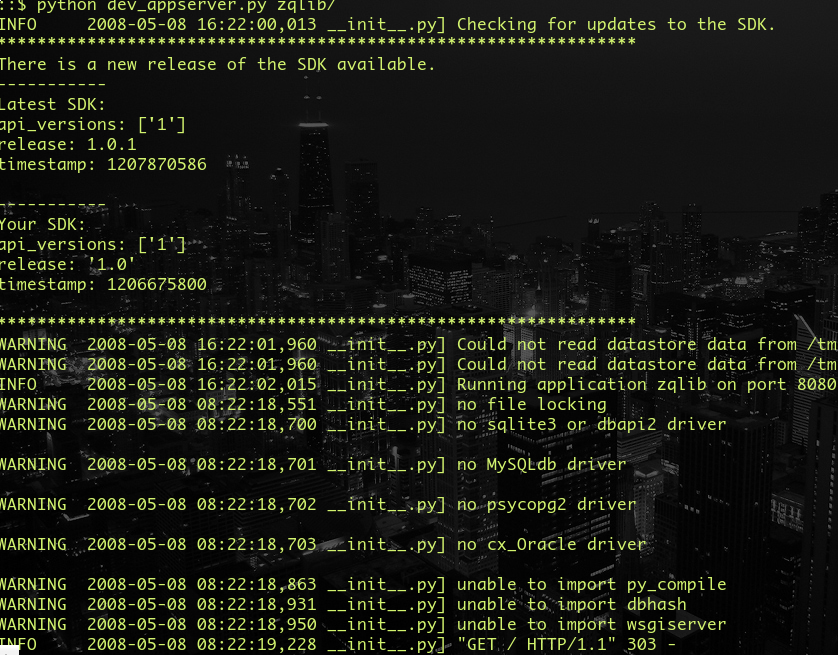 ::$ python dev_appserver.py zqlib/
INFO     2008-05-08 16:22:00,013 __init__.py] Checking for updates to the SDK.
****************************************************************
There is a new release of the SDK available.
-----------
Latest SDK:
api_versions: ['1']
release: 1.0.1
timestamp: 1207870586
-----------
Your SDK:
api_versions: ['1']
release: '1.0'
timestamp: 1206675800
****************************************************************
WARNING  2008-05-08 16:22:01,960 __init__.py] Could not read datastore data from /tm
WARNING  2008-05-08 16:22:01,960 __init__.py] Could not read datastore data from /tm
INFO     2008-05-08 16:22:02,015 __init__.py] Running application zqlib on port 8080
WARNING  2008-05-08 08:22:18,551 __init__.py] no file locking
WARNING  2008-05-08 08:22:18,700 __init__.py] no sqlite3 or dbapi2 driver
WARNING  2008-05-08 08:22:18,701 __init__.py] no MySQLdb driver
WARNING  2008-05-08 08:22:18,702 __init__.py] no psycopg2 driver
WARNING  2008-05-08 08:22:18,703 __init__.py] no cx_Oracle driver
WARNING  2008-05-08 08:22:18,863 __init__.py] unable to import py_compile
WARNING  2008-05-08 08:22:18,931 __init__.py] unable to import dbhash
WARNING  2008-05-08 08:22:18,950 __init__.py] unable to import wsgiserver
INFO     2008-05-08 08:22:19,228 __init__.py] "GET / HTTP/1.1" 303 -